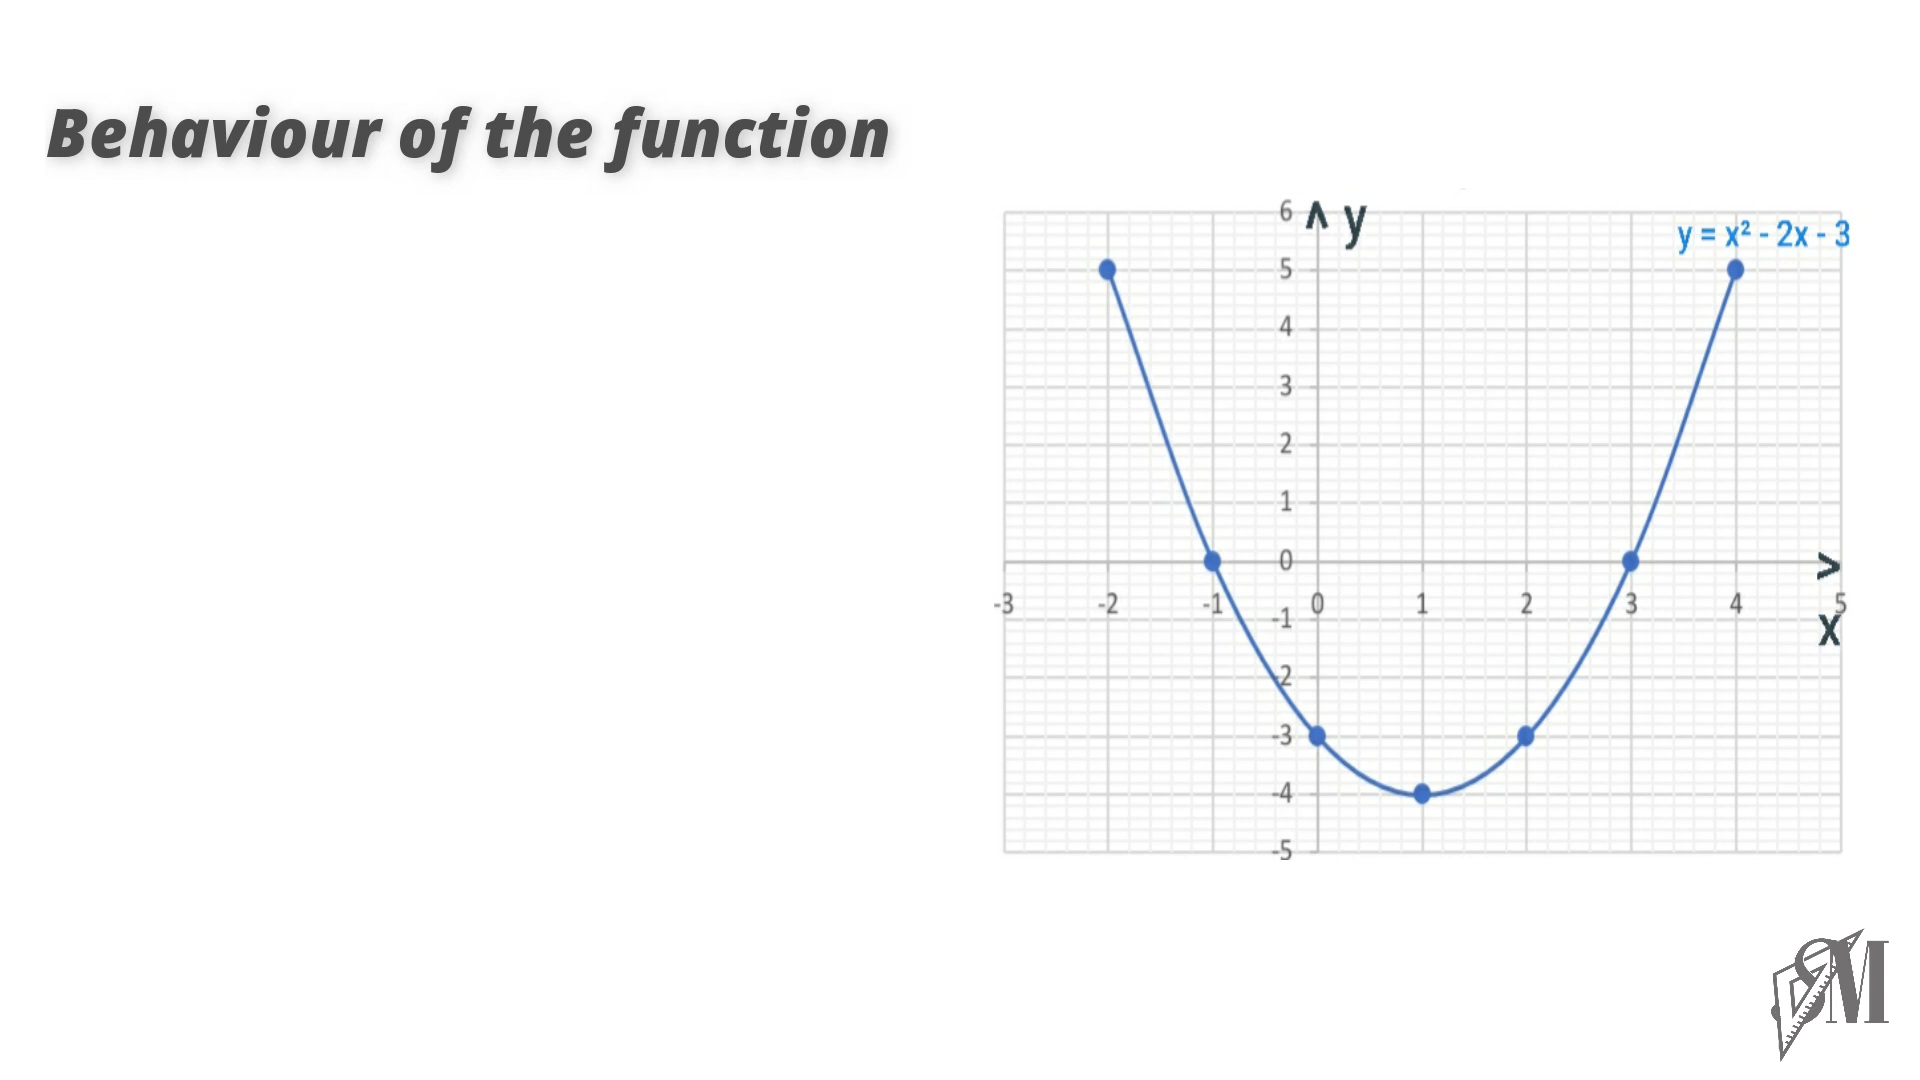 Behaviour of the function
6
^ y
y = x² - 2x - 3
5
4
3
2
1
0
>
-3 -2 -1 0 1 2 3 4 5
-1
x
-2
-3
-4
-5
SM